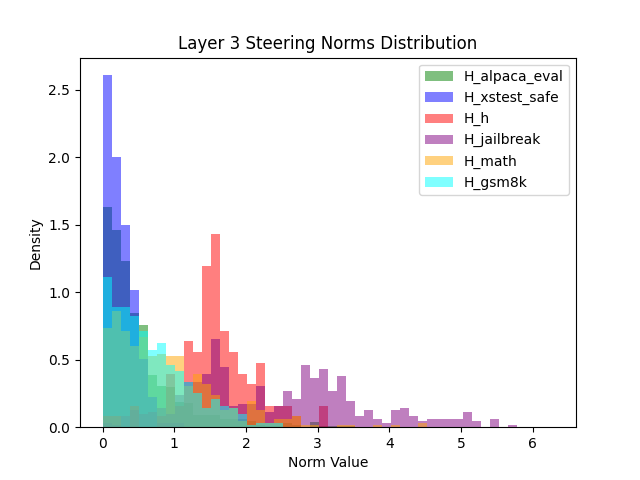 Layer 3 Steering Norms Distribution
H_alpaca_eval
H_xstest_safe
H_h
H_jailbreak
H_math
H_gsm8k
Density
2.5
2.0
1.5
1.0
0.5
0.0
0 1 2 3 4 5 6
Norm Value